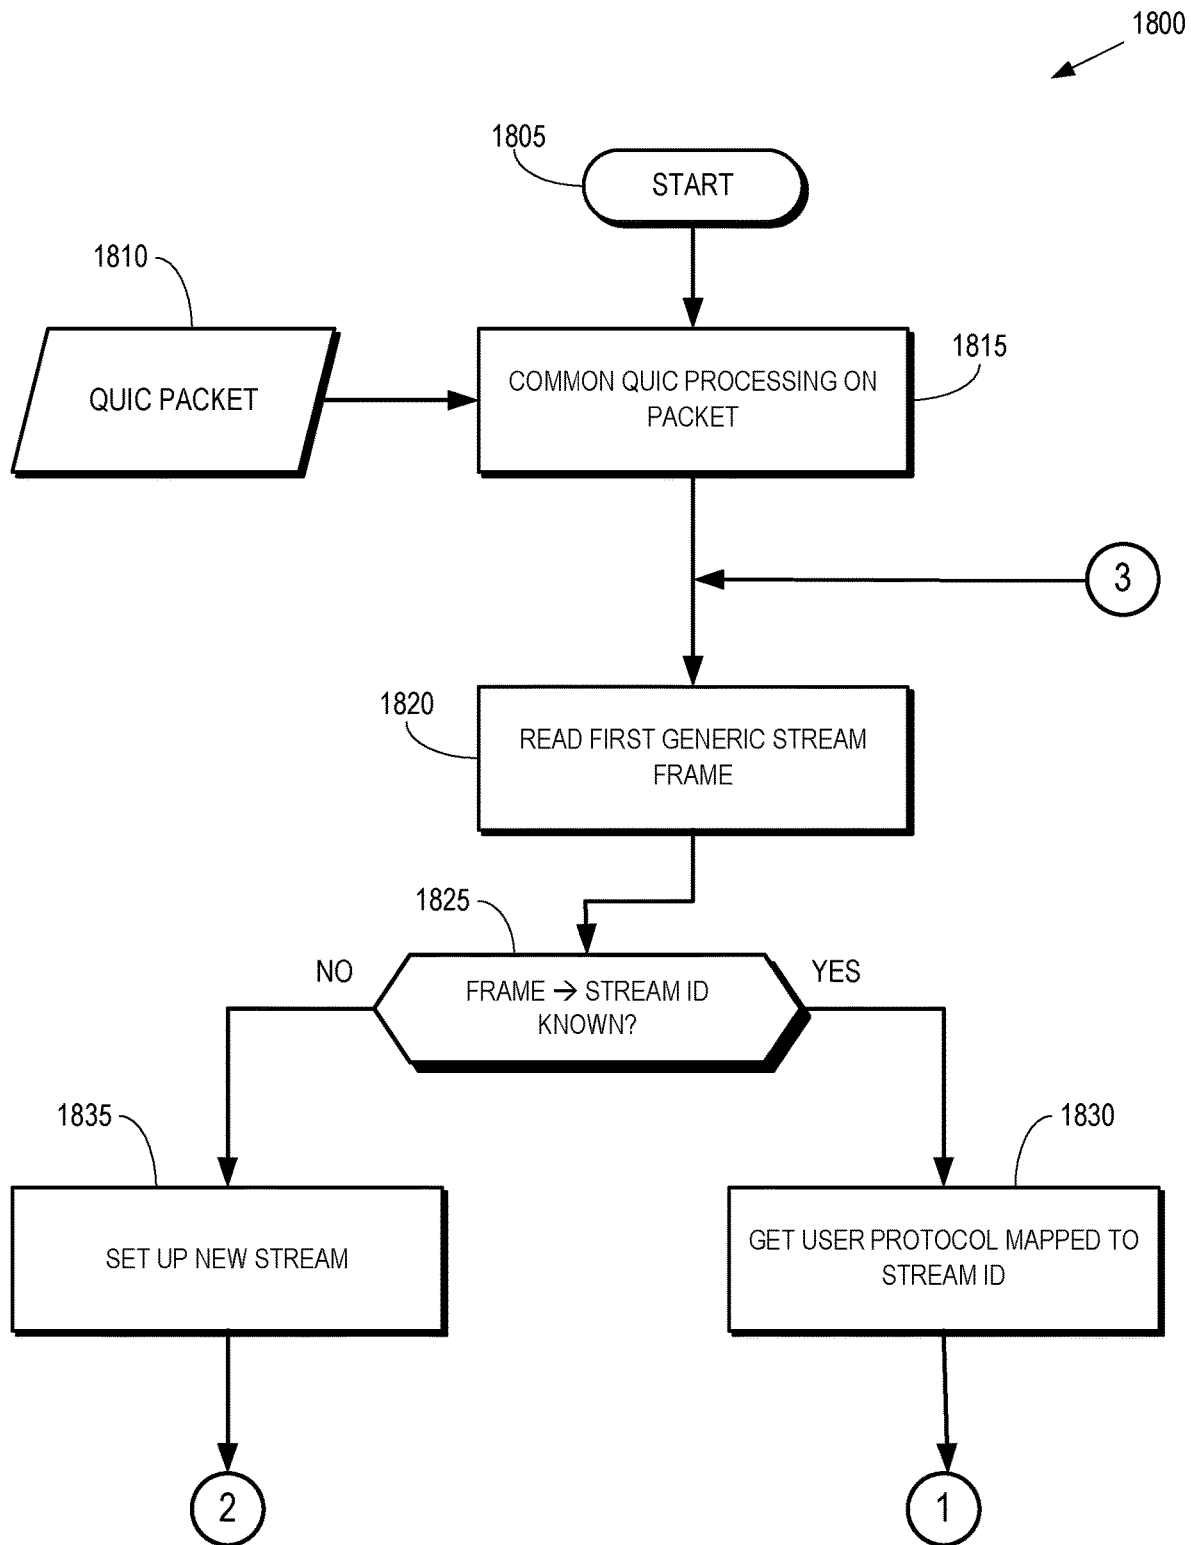 1800
1805
START
1810
QUIC PACKET
COMMON QUIC PROCESSING ON
PACKET
1815
3
1820
READ FIRST GENERIC STREAM
FRAME
1825
NO
FRAME → STREAM ID
KNOWN?
YES
1835
SET UP NEW STREAM
1830
GET USER PROTOCOL MAPPED TO
STREAM ID
2
1